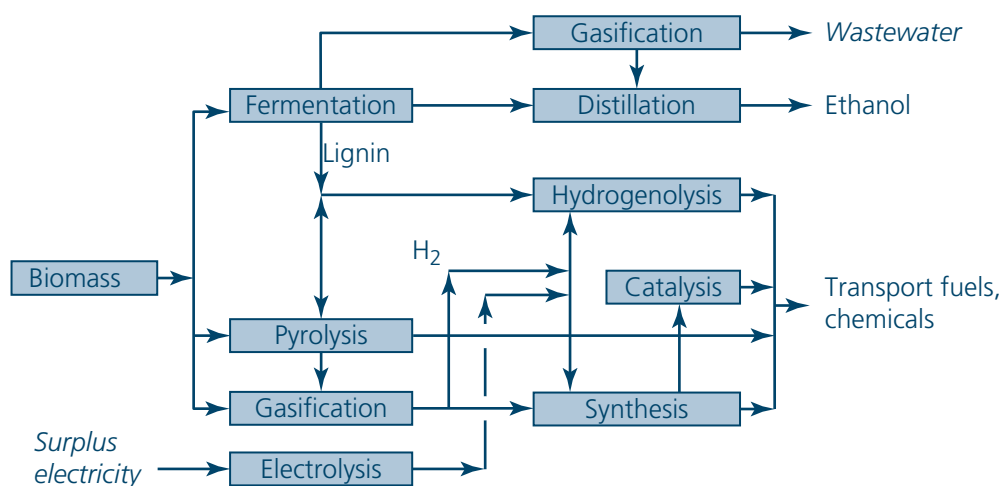 Gasification
Wastewater
Fermentation
Distillation
Ethanol
Lignin
Hydrogenolysis
H2
Biomass
Catalysis
Transport fuels,
chemicals
Pyrolysis
Gasification
Synthesis
Surplus
electricity
Electrolysis